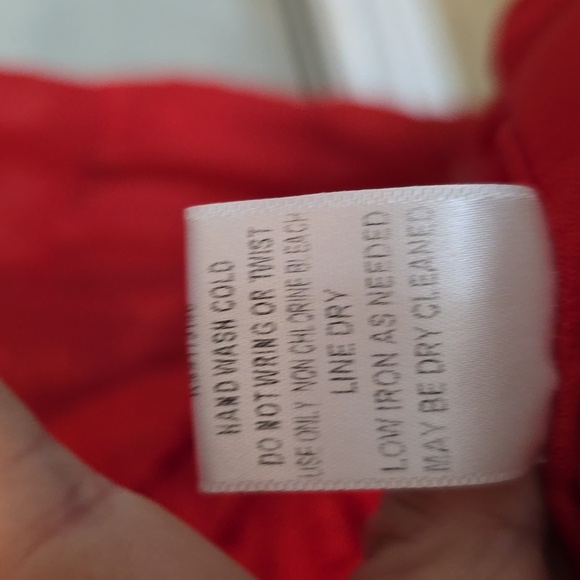 HAND WASH COLD
DO NOT WRING OR TWIST
USE ONLY NON CHLORINE BLEACH
LINE DRY
LOW IRON AS NEEDED
MAY BE DRY CLEANED